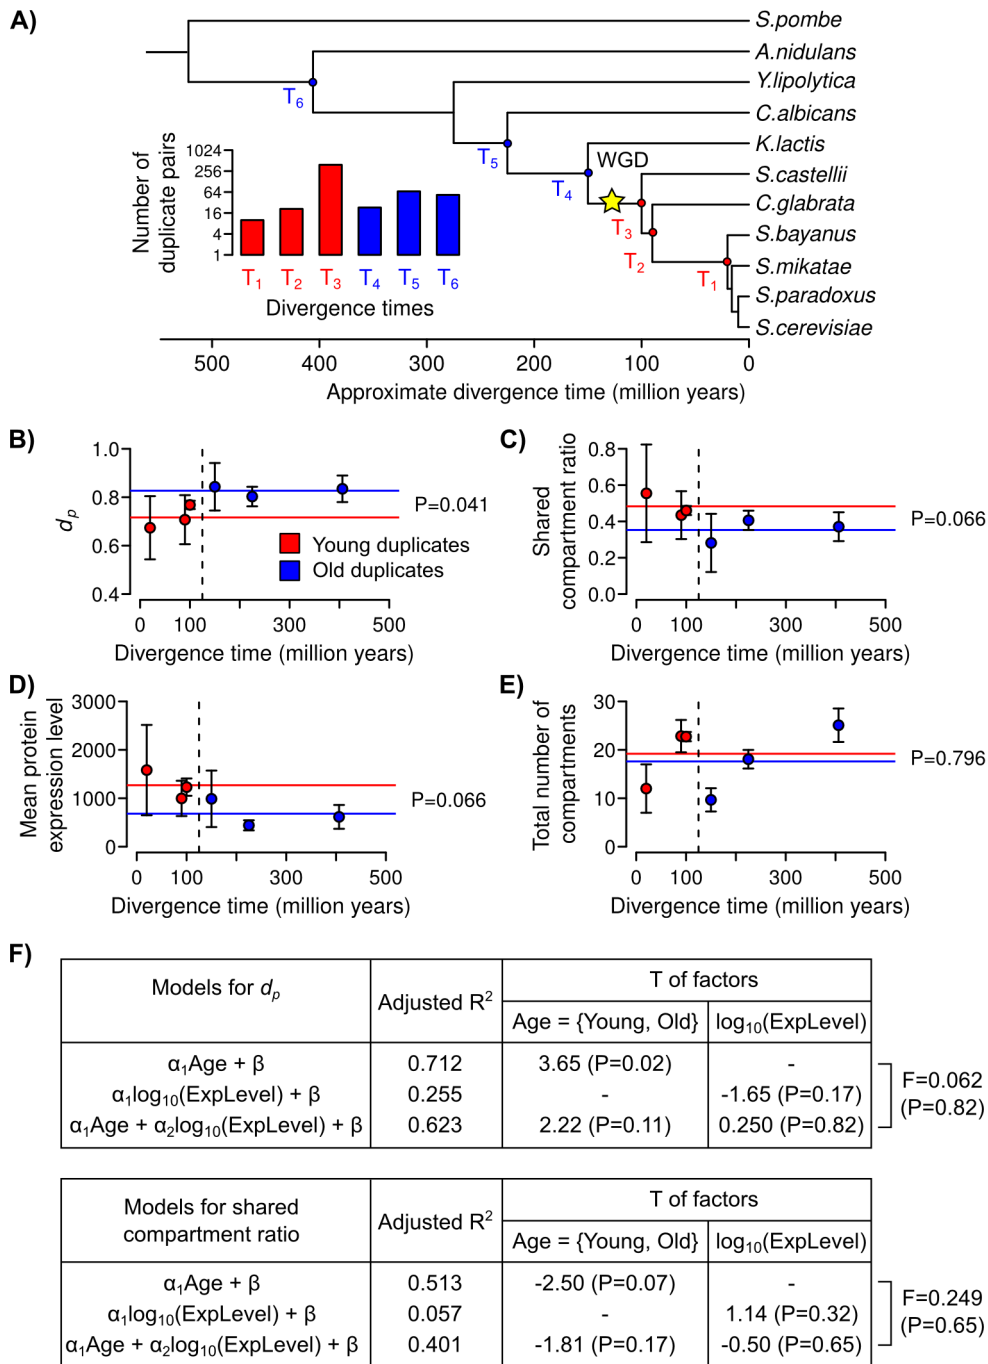 A)
S.pombe
A.nidulans
Y.lipolytica
C.albicans
K.lactis
S.castellii
C.glabrata
S.bayanus
S.mikatae
S.paradoxus
S.cerevisiae
T6
T5
T4
WGD
T3
T2
T1
Number of
duplicate pairs
1024
256
64
16
4
1
T1 T2 T3 T4 T5 T6
Divergence times
500 400 300 200 100 0
Approximate divergence time (million years)
B)
dp
1.0
0.8
0.6
0.4
P=0.041
Young duplicates
Old duplicates
0 100 300 500
Divergence time (million years)
C)
Shared
compartment ratio
0.8
0.6
0.4
0.2
0.0
P=0.066
0 100 300 500
Divergence time (million years)
D)
Mean protein
expression level
3000
2000
1000
0
P=0.066
0 100 300 500
Divergence time (million years)
E)
Total number of
compartments
30
20
10
0
P=0.796
0 100 300 500
Divergence time (million years)
F)
Models for dp Adjusted R² T of factors
Age = {Young, Old} log10(ExpLevel)
α1Age + β 0.712 3.65 (P=0.02) -
α1log10(ExpLevel) + β 0.255 - -1.65 (P=0.17)
α1Age + α2log10(ExpLevel) + β 0.623 2.22 (P=0.11) 0.250 (P=0.82)
F=0.062
(P=0.82)
Models for shared
compartment ratio
Adjusted R²
T of factors
Age = {Young, Old} log10(ExpLevel)
α1Age + β 0.513 -2.50 (P=0.07) -
α1log10(ExpLevel) + β 0.057 - 1.14 (P=0.32)
α1Age + α2log10(ExpLevel) + β 0.401 -1.81 (P=0.17) -0.50 (P=0.65)
F=0.249
(P=0.65)